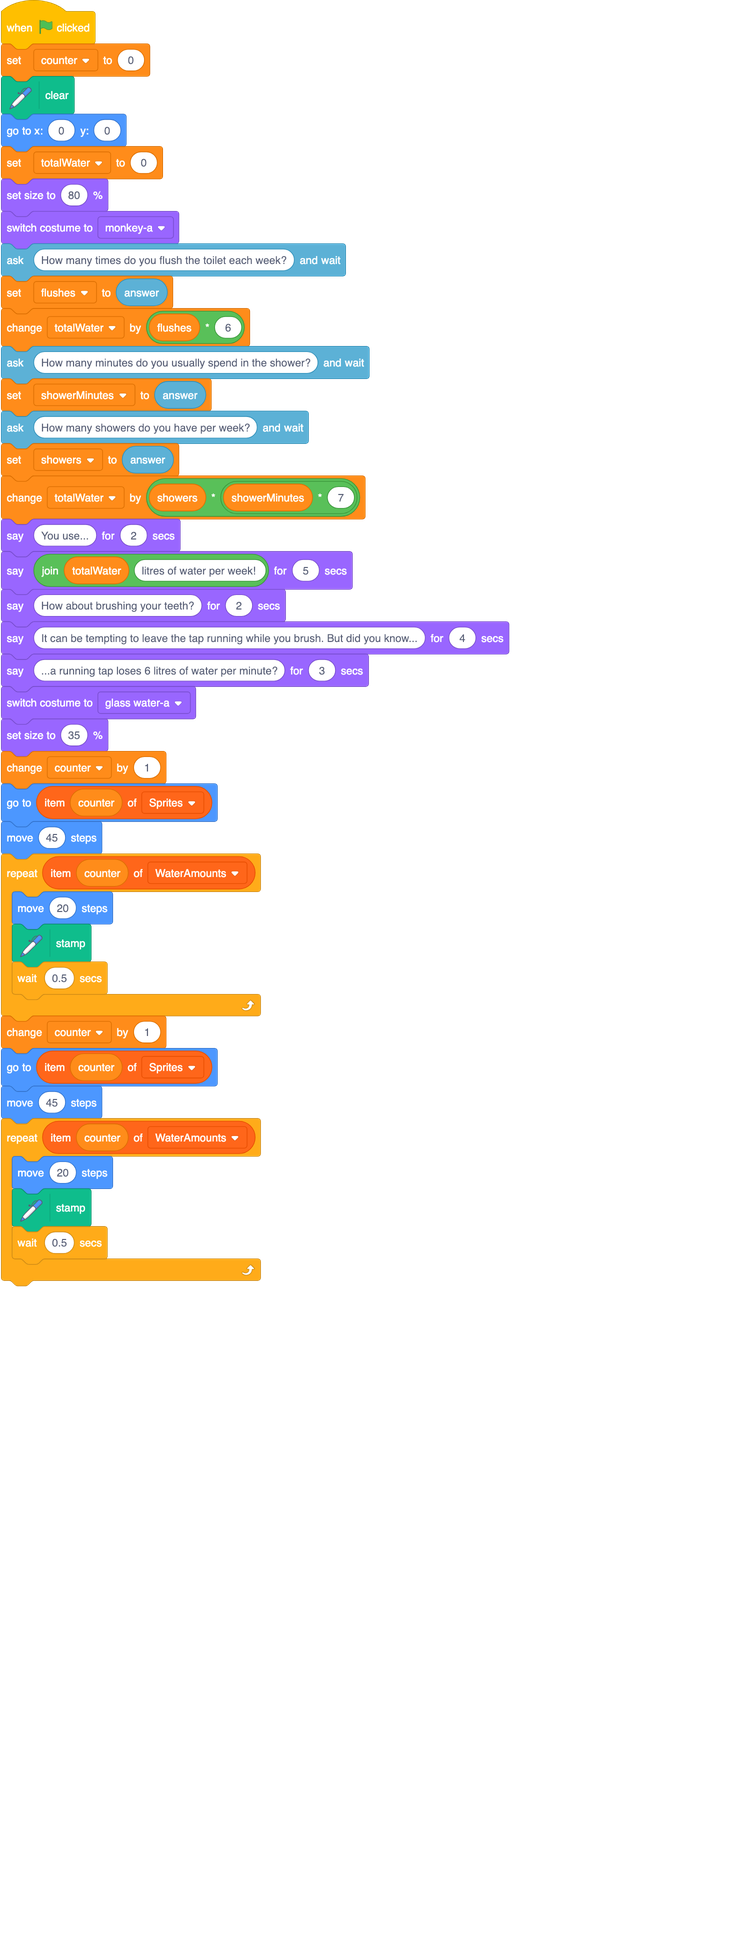 when clicked
set counter to 0
clear
go to x: 0 y: 0
set totalWater to 0
set size to 80 %
switch costume to monkey-a
ask How many times do you flush the toilet each week? and wait
set flushes to answer
change totalWater by flushes * 6
ask How many minutes do you usually spend in the shower? and wait
set showerMinutes to answer
ask How many showers do you have per week? and wait
set showers to answer
change totalWater by showers * showerMinutes * 7
say You use... for 2 secs
say join totalWater litres of water per week! for 5 secs
say How about brushing your teeth? for 2 secs
say It can be tempting to leave the tap running while you brush. But did you know... for 4 secs
say ...a running tap loses 6 litres of water per minute? for 3 secs
switch costume to glass water-a
set size to 35 %
change counter by 1
go to item counter of Sprites
move 45 steps
repeat item counter of WaterAmounts
move 20 steps
stamp
wait 0.5 secs
change counter by 1
go to item counter of Sprites
move 45 steps
repeat item counter of WaterAmounts
move 20 steps
stamp
wait 0.5 secs